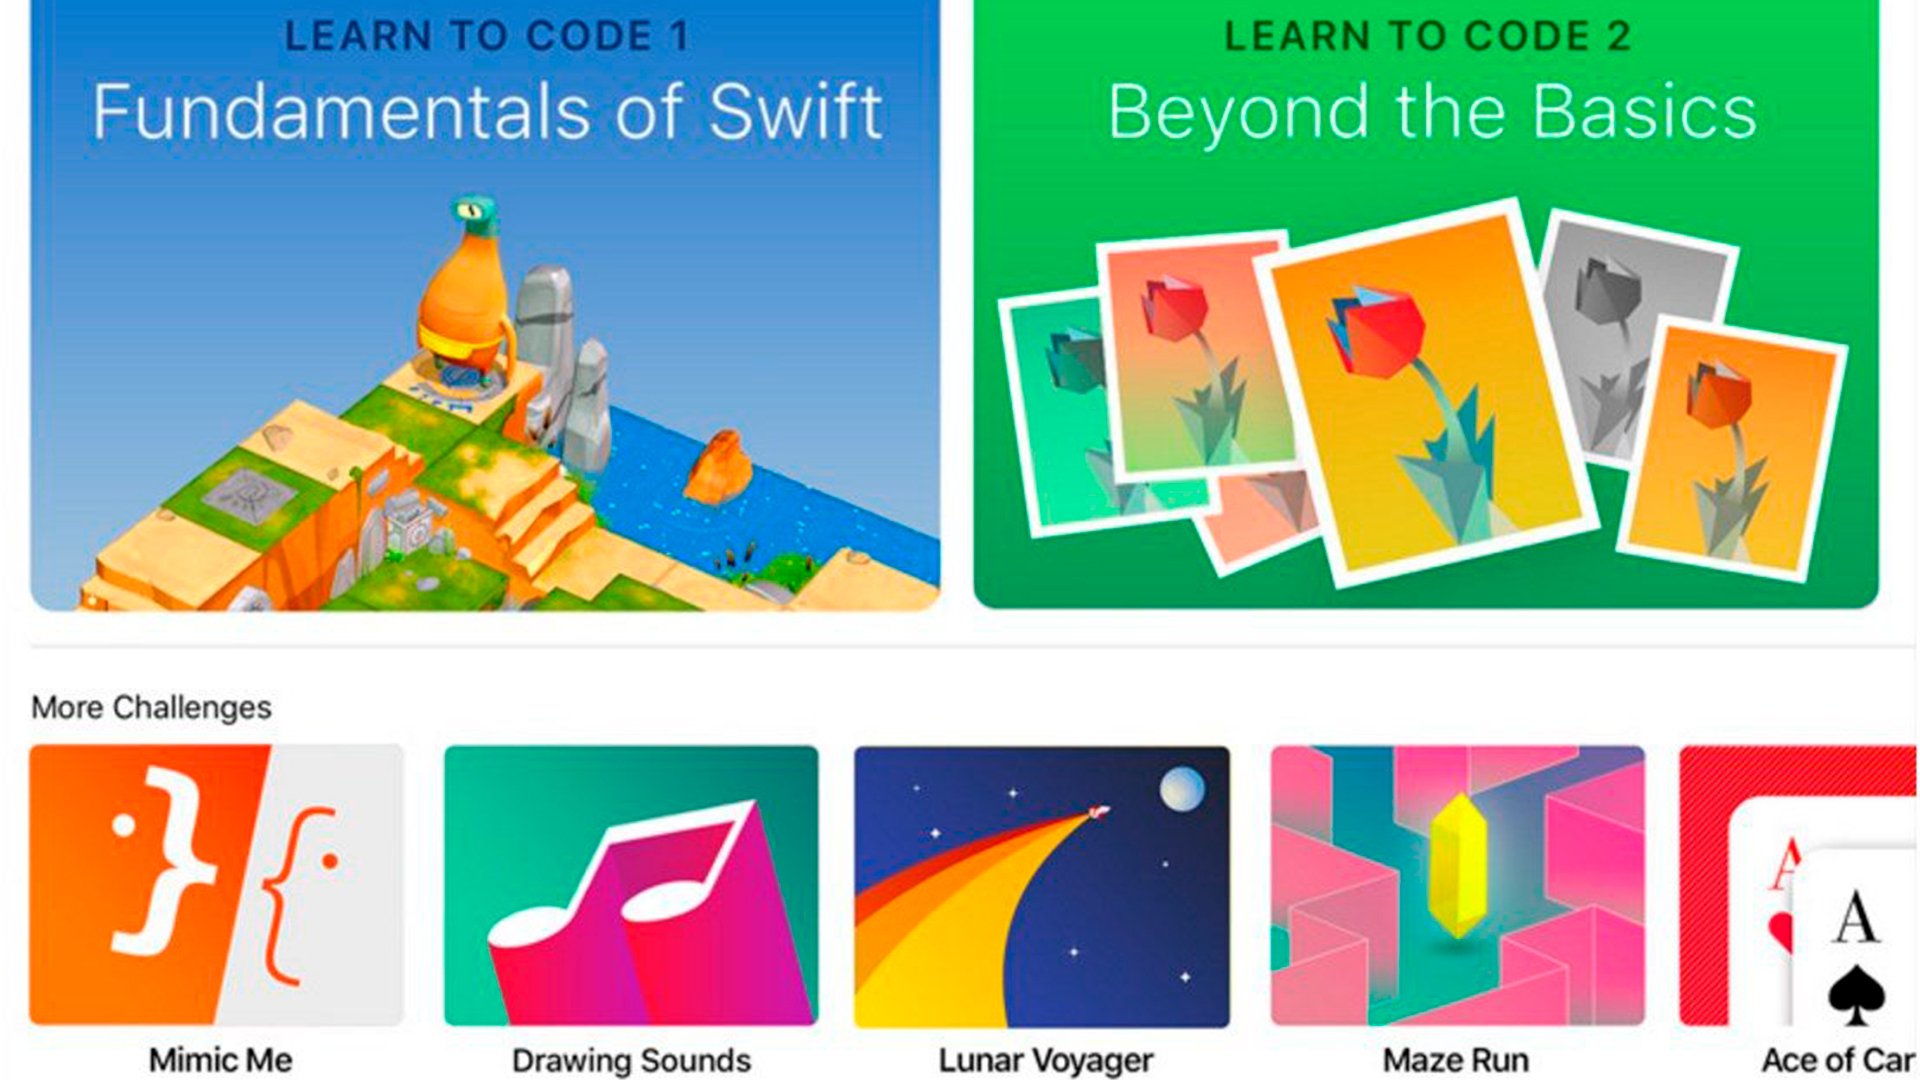 LEARN TO CODE 1
Fundamentals of Swift
LEARN TO CODE 2
Beyond the Basics
More Challenges
A
A
Mimic Me
Drawing Sounds
Lunar Voyager
Maze Run
Ace of Car